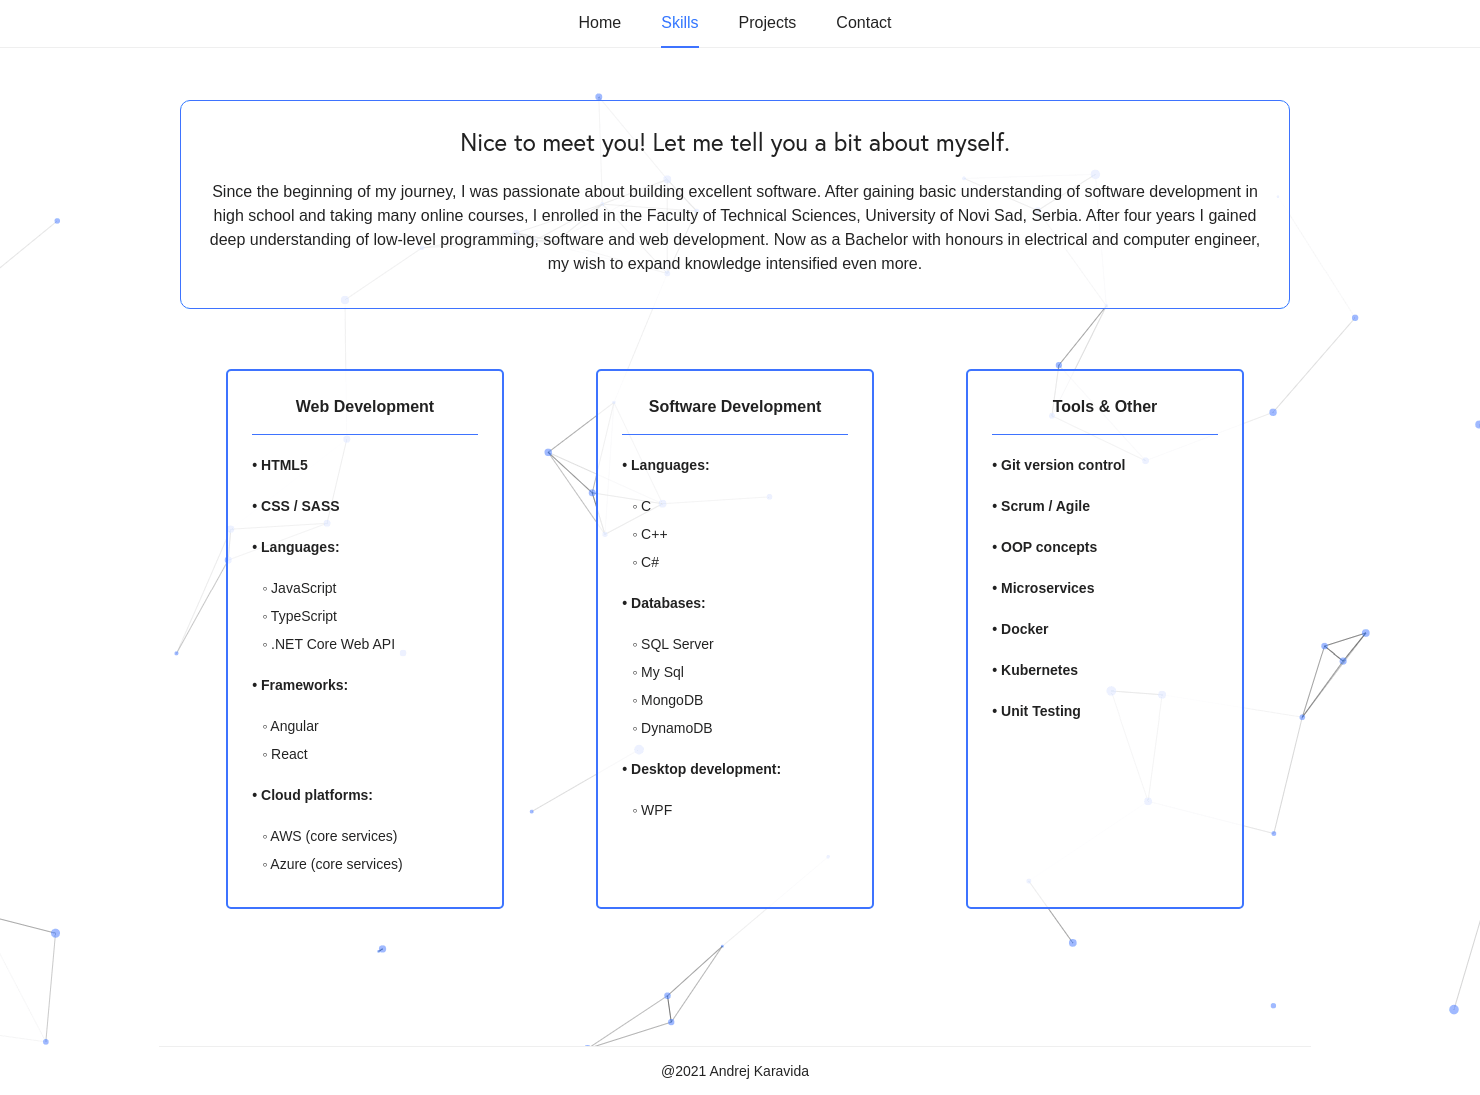 Home Skills Projects Contact
Nice to meet you! Let me tell you a bit about myself.
Since the beginning of my journey, I was passionate about building excellent software. After gaining basic understanding of software development in
high school and taking many online courses, I enrolled in the Faculty of Technical Sciences, University of Novi Sad, Serbia. After four years I gained
deep understanding of low-level programming, software and web development. Now as a Bachelor with honours in electrical and computer engineer,
my wish to expand knowledge intensified even more.
Web Development
• HTML5
• CSS / SASS
• Languages:
◦ JavaScript
◦ TypeScript
◦ .NET Core Web API
• Frameworks:
◦ Angular
◦ React
• Cloud platforms:
◦ AWS (core services)
◦ Azure (core services)
Software Development
• Languages:
◦ C
◦ C++
◦ C#
• Databases:
◦ SQL Server
◦ My Sql
◦ MongoDB
◦ DynamoDB
• Desktop development:
◦ WPF
Tools & Other
• Git version control
• Scrum / Agile
• OOP concepts
• Microservices
• Docker
• Kubernetes
• Unit Testing
@2021 Andrej Karavida